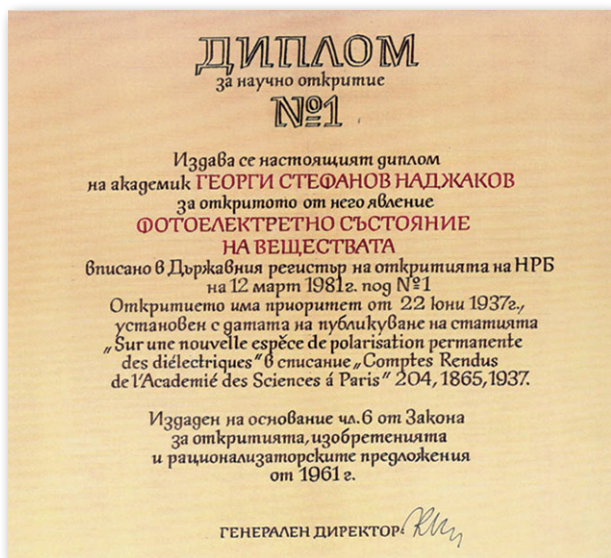 ДИПЛОМ
за научно откритие
№1
Издава се настоящият диплом
на академик ГЕОРГИ СТЕФАНОВ НАДЖАКОВ
за откритото от него явление
ФОТОЕЛЕКТРЕТНО СЪСТОЯНИЕ
НА ВЕЩЕСТВАТА
вписано в Държавния регистър на откритията на НРБ
на 12 март 1981г. под №1
Откритието има приоритет от 22 юни 1937г.,
установен с датата на публикуване на статията
„Sur une nouvelle espèce de polarisation permanente
des diélectriques" в списание „Comptes Rendus
de l'Academié des Sciences á Paris" 204, 1865, 1937.
Издаден на основание чл. 6 от Закона
за откритията, изобретенията
и рационализаторските предложения
от 1961 г.
ГЕНЕРАЛЕН ДИРЕКТОР: